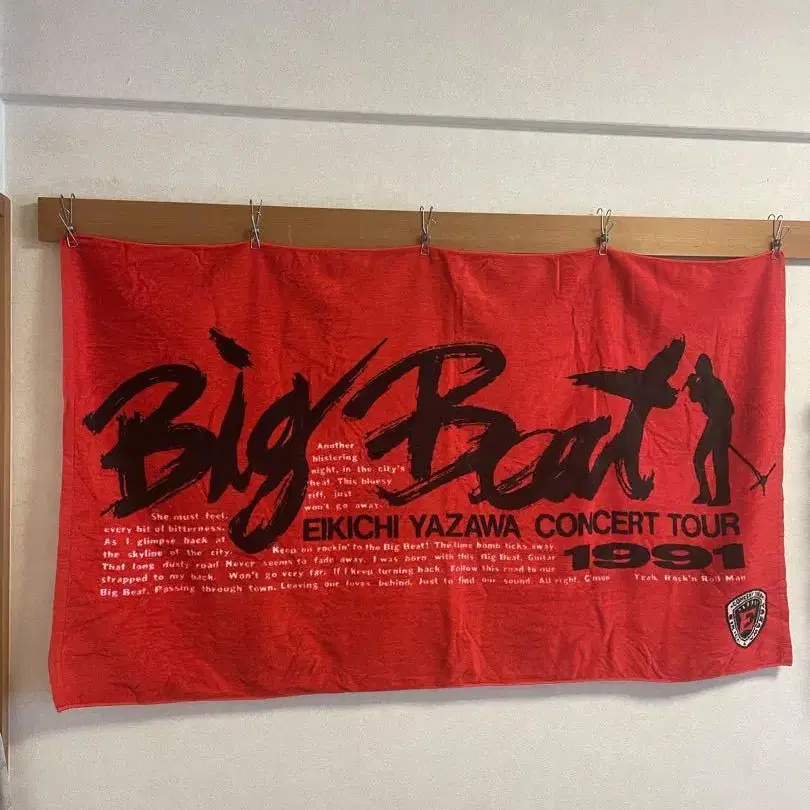 Big Beat
Another
blistering
night, in the city's
heat. This bluesy
riff, just
won't go away.
EIKICHI YAZAWA CONCERT TOUR
1991
She must feel,
every bit of bitterness.
As I glimpse back at
the skyline of the city.
Keep on rockin' to the Big Beat! The time bomb ticks away.
That long dusty road Never seems to fade away. I was born with this Big Beat, Guitar
strapped to my back. Won't go very far, If I keep turning back. Follow this road to our
Big Beat. Passing through town. Leaving our loves behind, Just to find our sound. All right, C'mon Yeah, Rock'n Roll Man
E